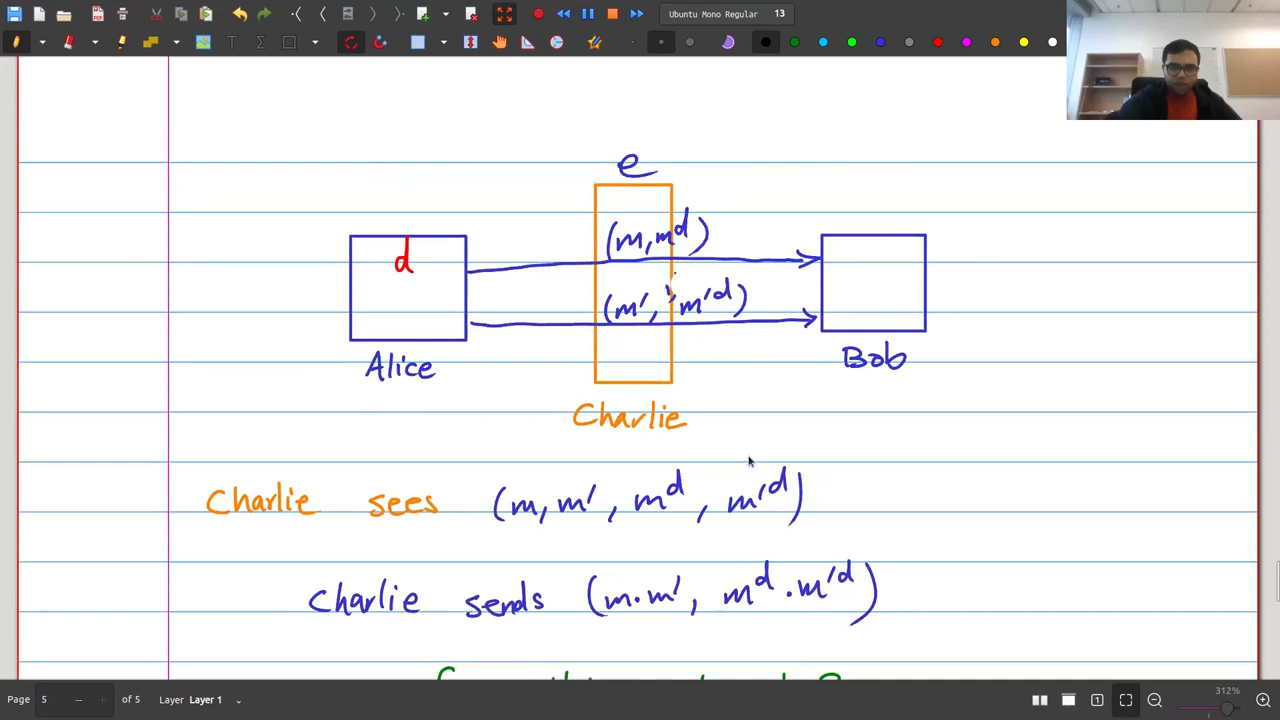 Ubuntu Mono Regular 13
e
d
(m, m^d)
(m', m'^d)
Alice
Bob
Charlie
Charlie sees (m, m', m^d, m'^d)
Charlie sends (m·m', m^d·m'^d)
Page 5 of 5 Layer Layer 1
312%